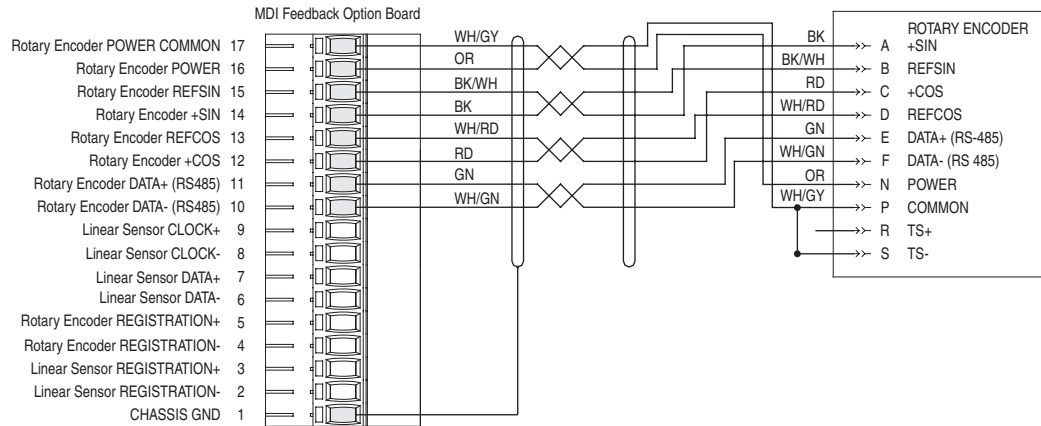 MDI Feedback Option Board
Rotary Encoder POWER COMMON 17
Rotary Encoder POWER 16
Rotary Encoder REFSIN 15
Rotary Encoder +SIN 14
Rotary Encoder REFCOS 13
Rotary Encoder +COS 12
Rotary Encoder DATA+ (RS485) 11
Rotary Encoder DATA- (RS485) 10
Linear Sensor CLOCK+ 9
Linear Sensor CLOCK- 8
Linear Sensor DATA+ 7
Linear Sensor DATA- 6
Rotary Encoder REGISTRATION+ 5
Rotary Encoder REGISTRATION- 4
Linear Sensor REGISTRATION+ 3
Linear Sensor REGISTRATION- 2
CHASSIS GND 1
WH/GY
OR
BK/WH
BK
WH/RD
RD
GN
WH/GN
BK
BK/WH
RD
WH/RD
GN
WH/GN
OR
WH/GY
ROTARY ENCODER
A +SIN
B REFSIN
C +COS
D REFCOS
E DATA+ (RS-485)
F DATA- (RS 485)
N POWER
P COMMON
R TS+
S TS-